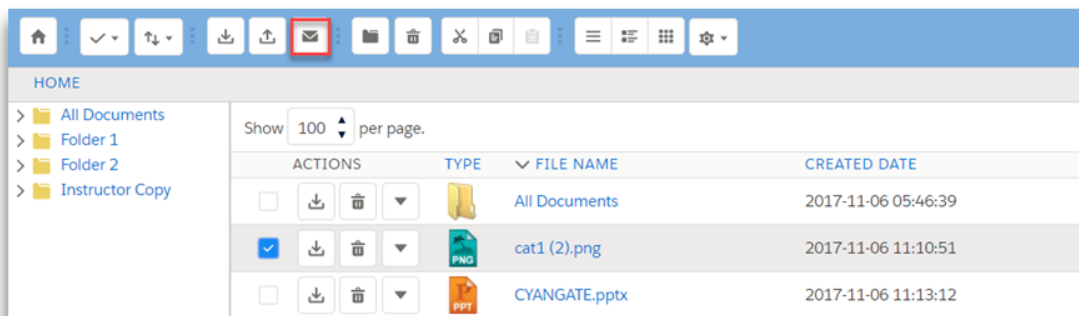 HOME
All Documents
Folder 1
Folder 2
Instructor Copy
Show 100 per page.
ACTIONS TYPE FILE NAME CREATED DATE
All Documents 2017-11-06 05:46:39
PNG cat1 (2).png 2017-11-06 11:10:51
P PPT CYANGATE.pptx 2017-11-06 11:13:12